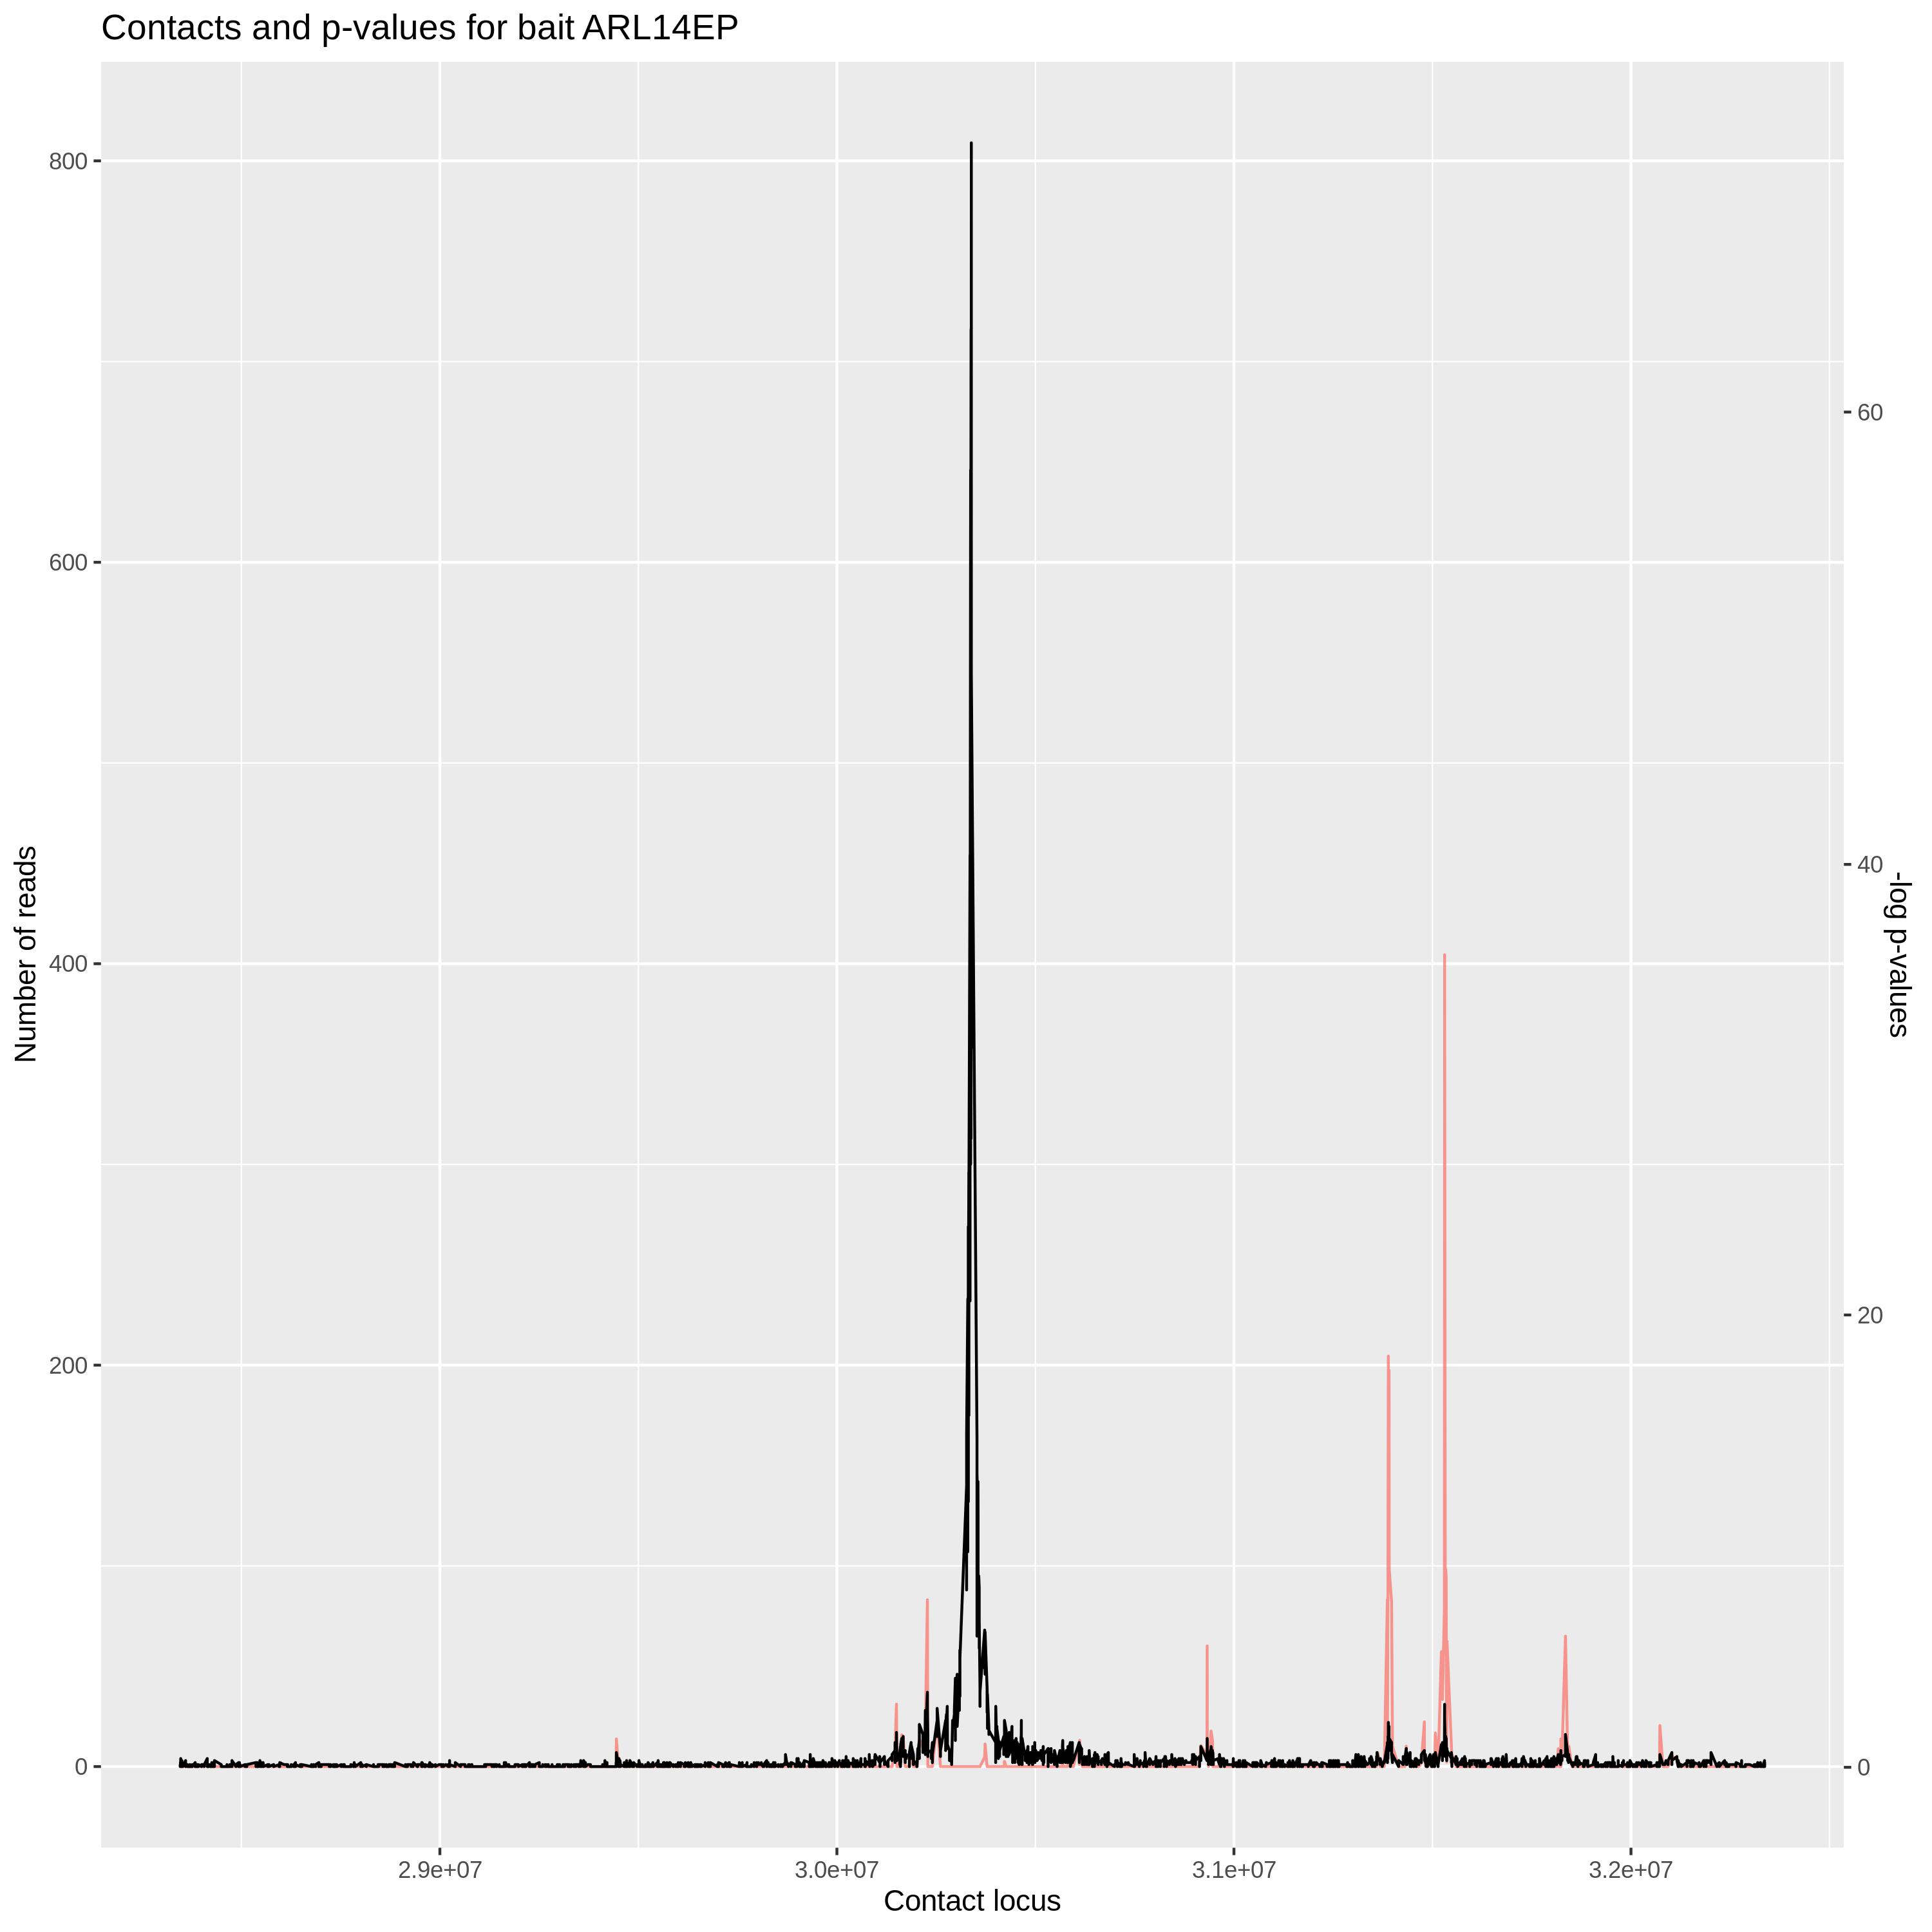 Contacts and p-values for bait ARL14EP
800
600
400
200
0
Number of reads
60
40
20
0
-log p-values
2.9e+07
3.0e+07
3.1e+07
3.2e+07
Contact locus